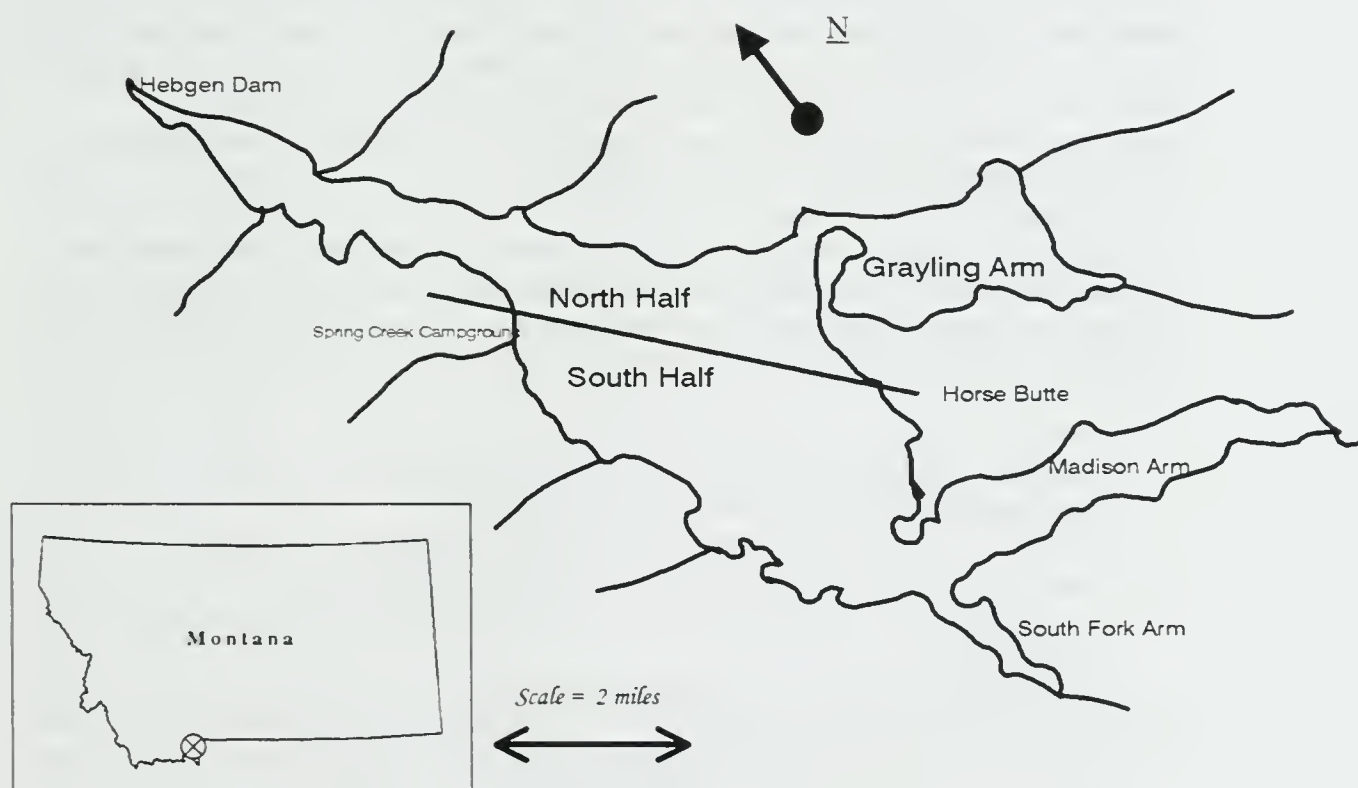 N
Hebgen Dam
Grayling Arm
North Half
Spring Creek Campground
South Half
Horse Butte
Madison Arm
Montana
South Fork Arm
Scale = 2 miles